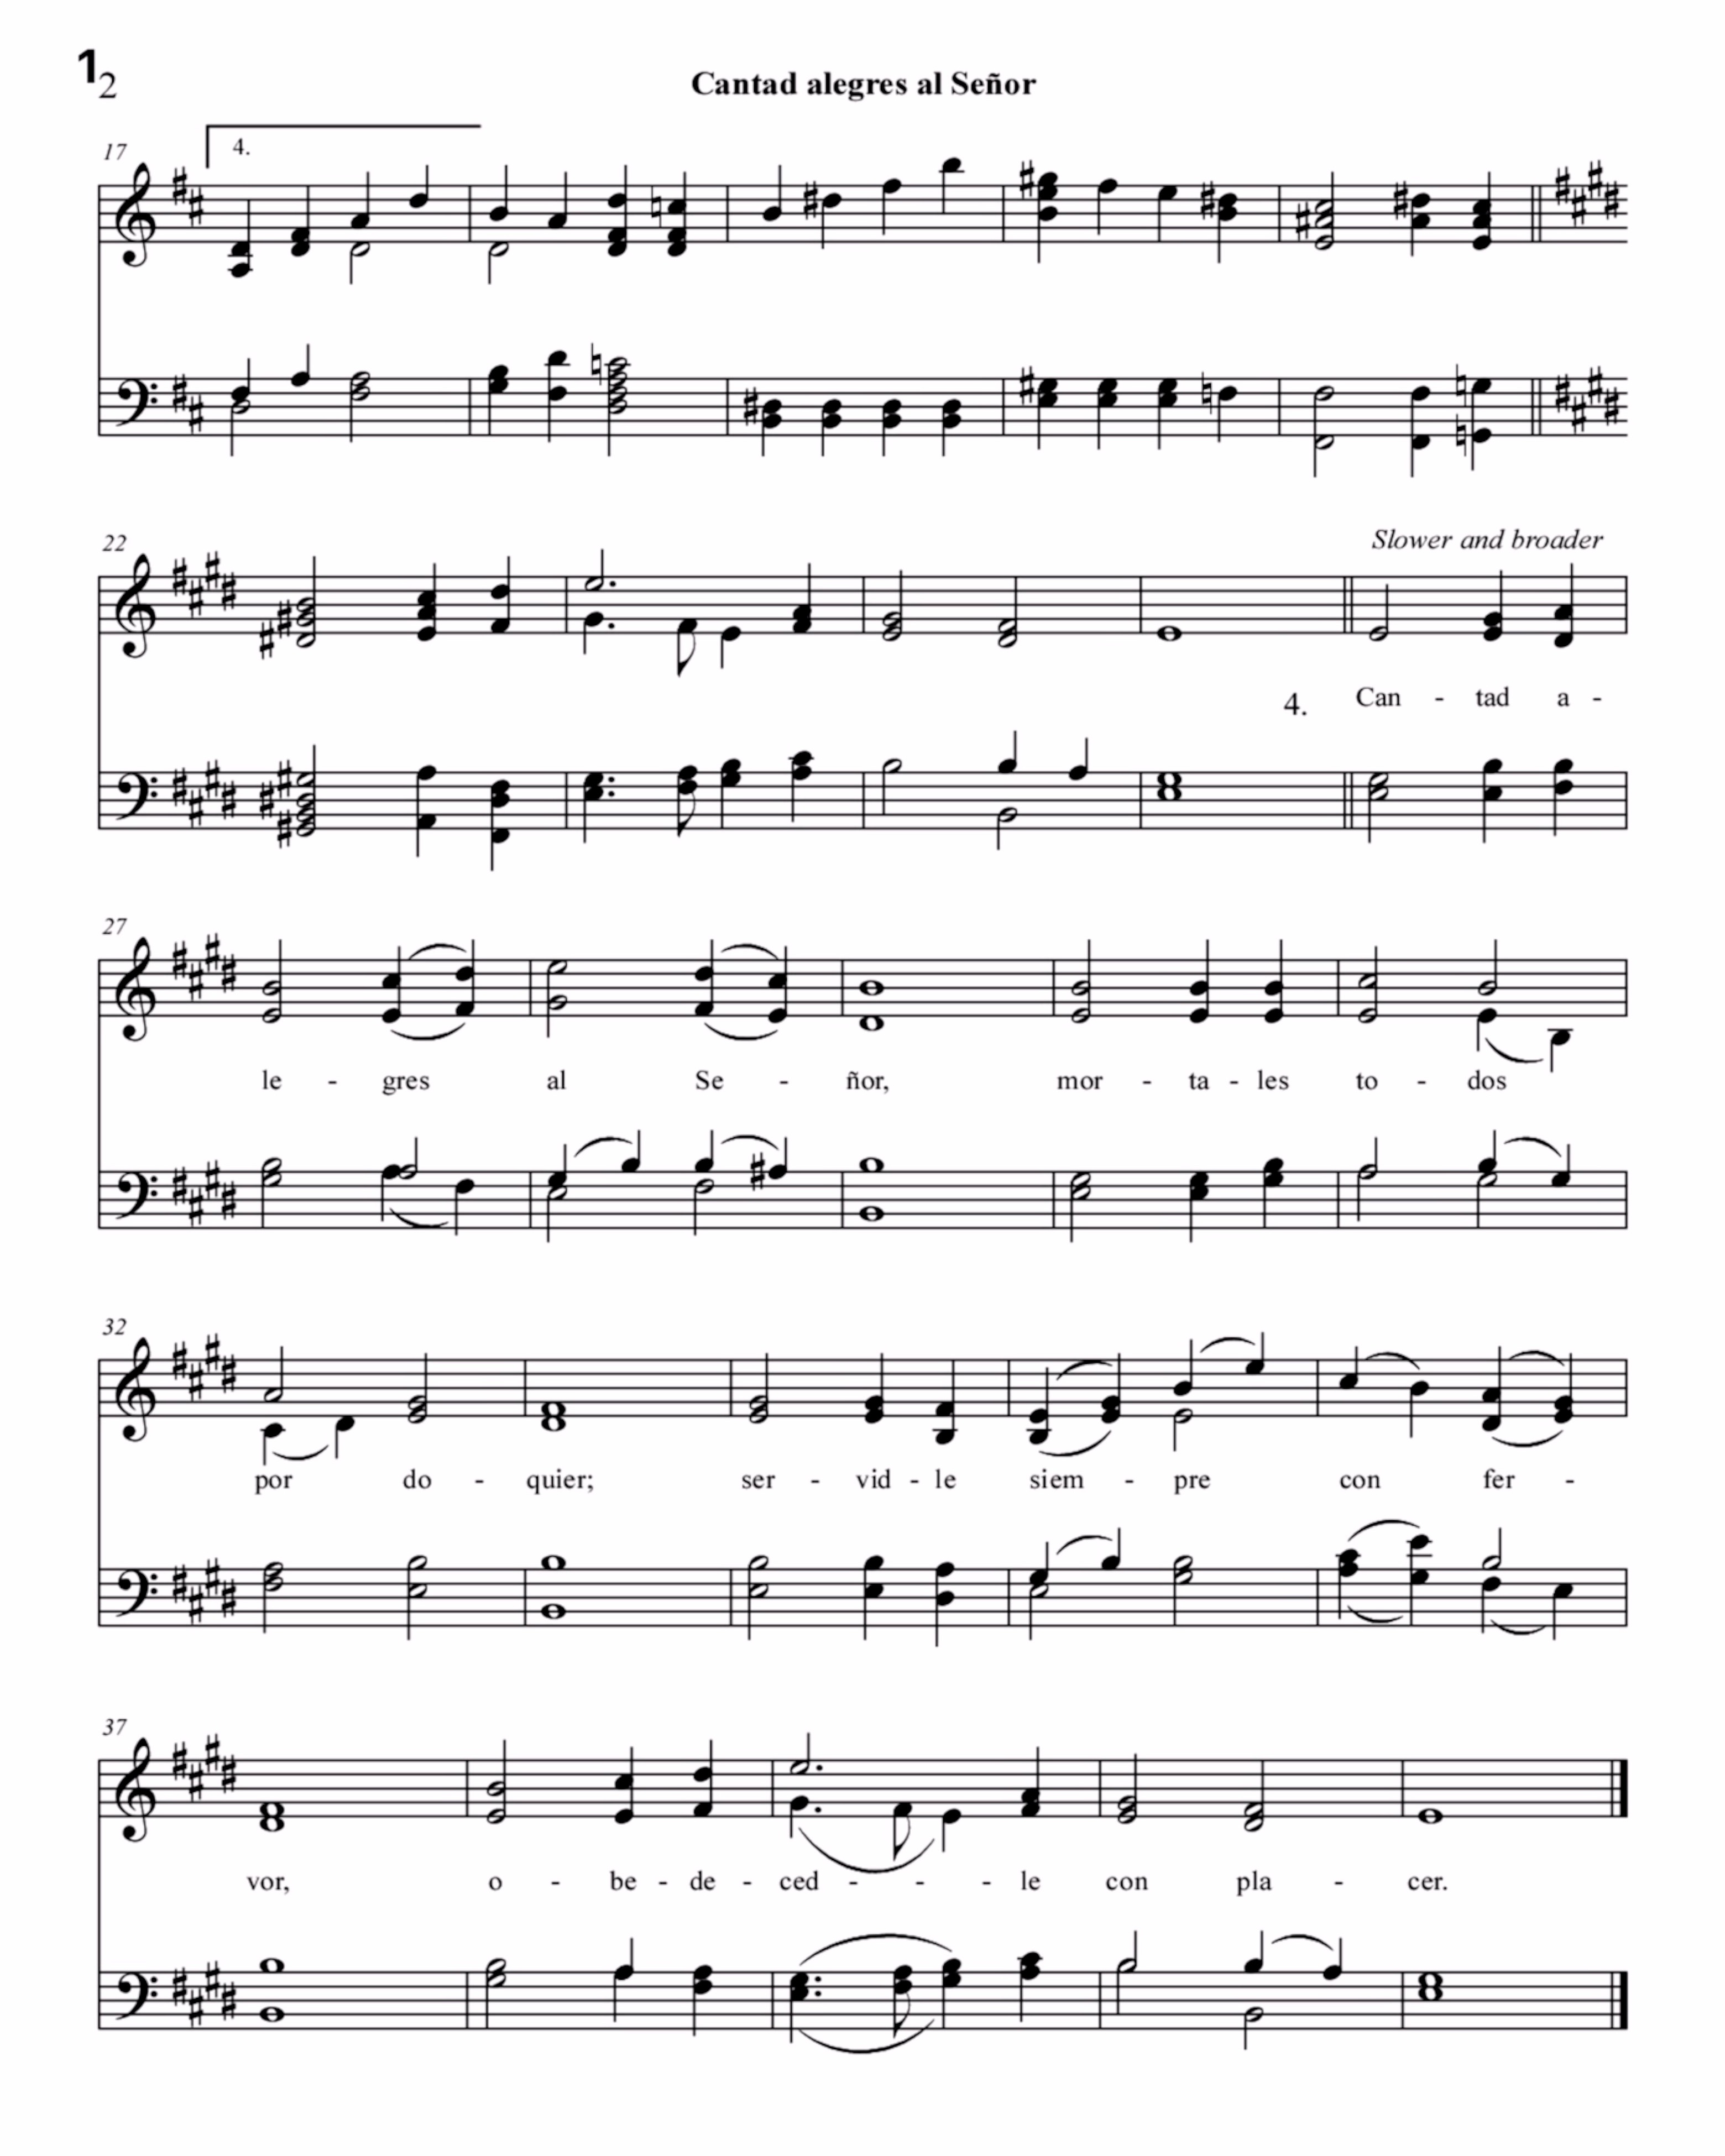 12
Cantad alegres al Señor
17
4.
22
Slower and broader
4. Can - tad a -
27
le - gres al Se - ñor, mor - ta - les to - dos
32
por do - quier; ser - vid - le siem - pre con fer -
37
vor, o - be - de - ced - - - le con pla - cer.